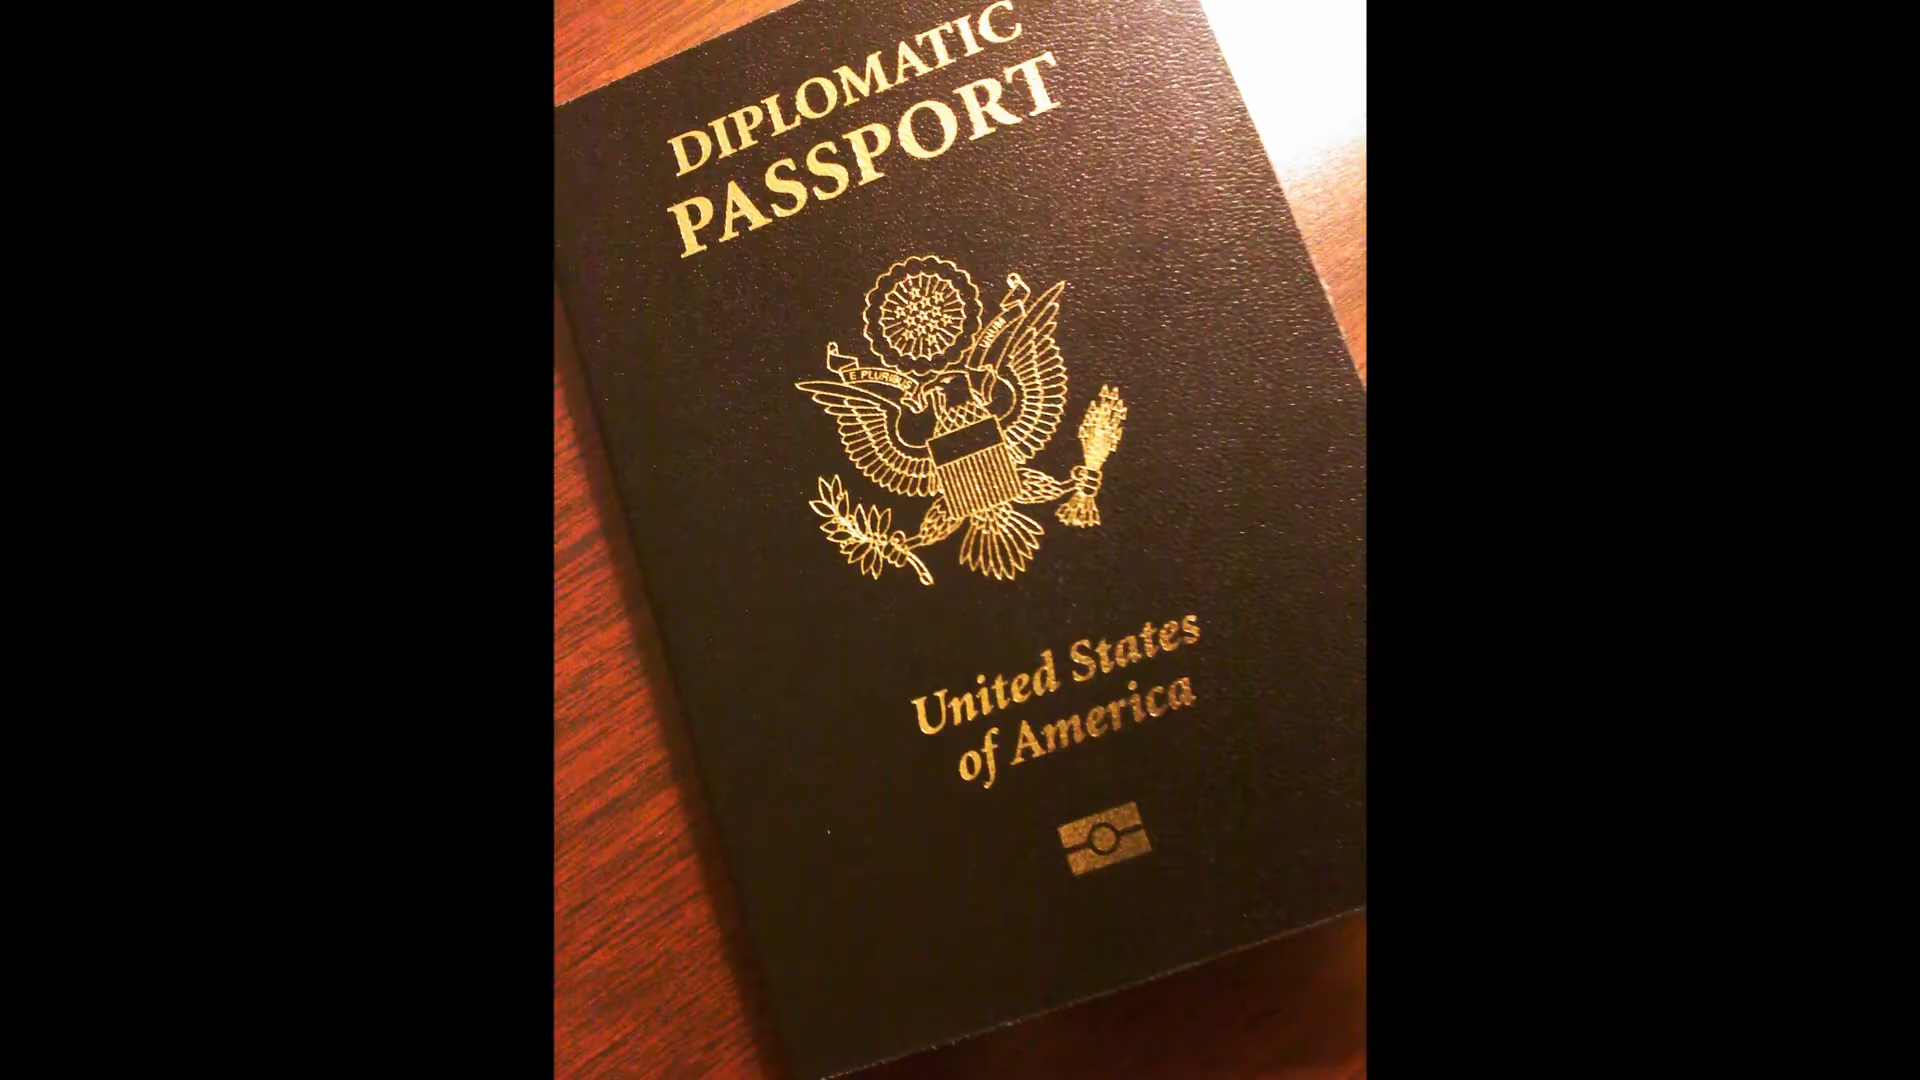 DIPLOMATIC
PASSPORT
E PLURIBUS
UNUM
United States
of America